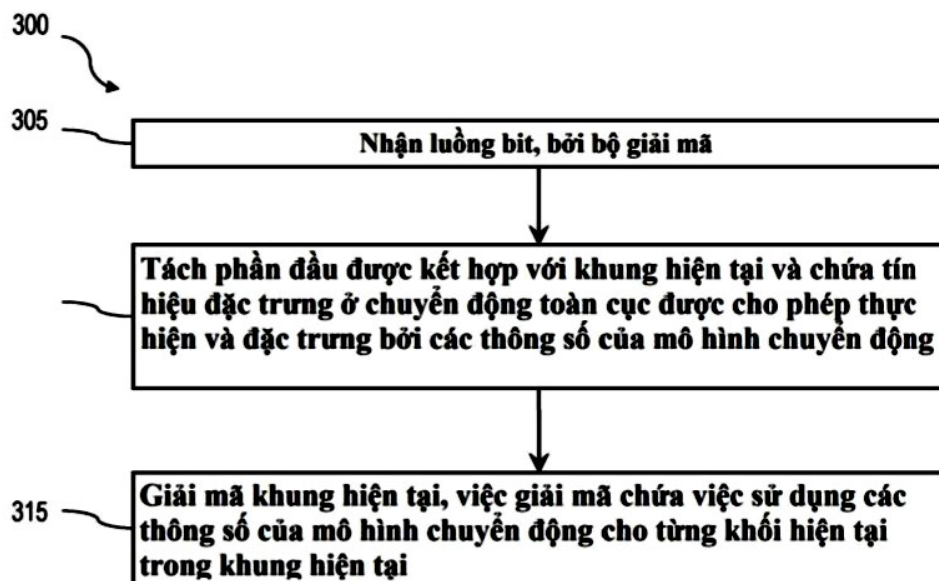 300
305
Nhận luồng bit, bởi bộ giải mã
Tách phần đầu được kết hợp với khung hiện tại và chứa tín
hiệu đặc trưng ở chuyển động toàn cục được cho phép thực
hiện và đặc trưng bởi các thông số của mô hình chuyển động
315
Giải mã khung hiện tại, việc giải mã chứa việc sử dụng các
thông số của mô hình chuyển động cho từng khối hiện tại
trong khung hiện tại